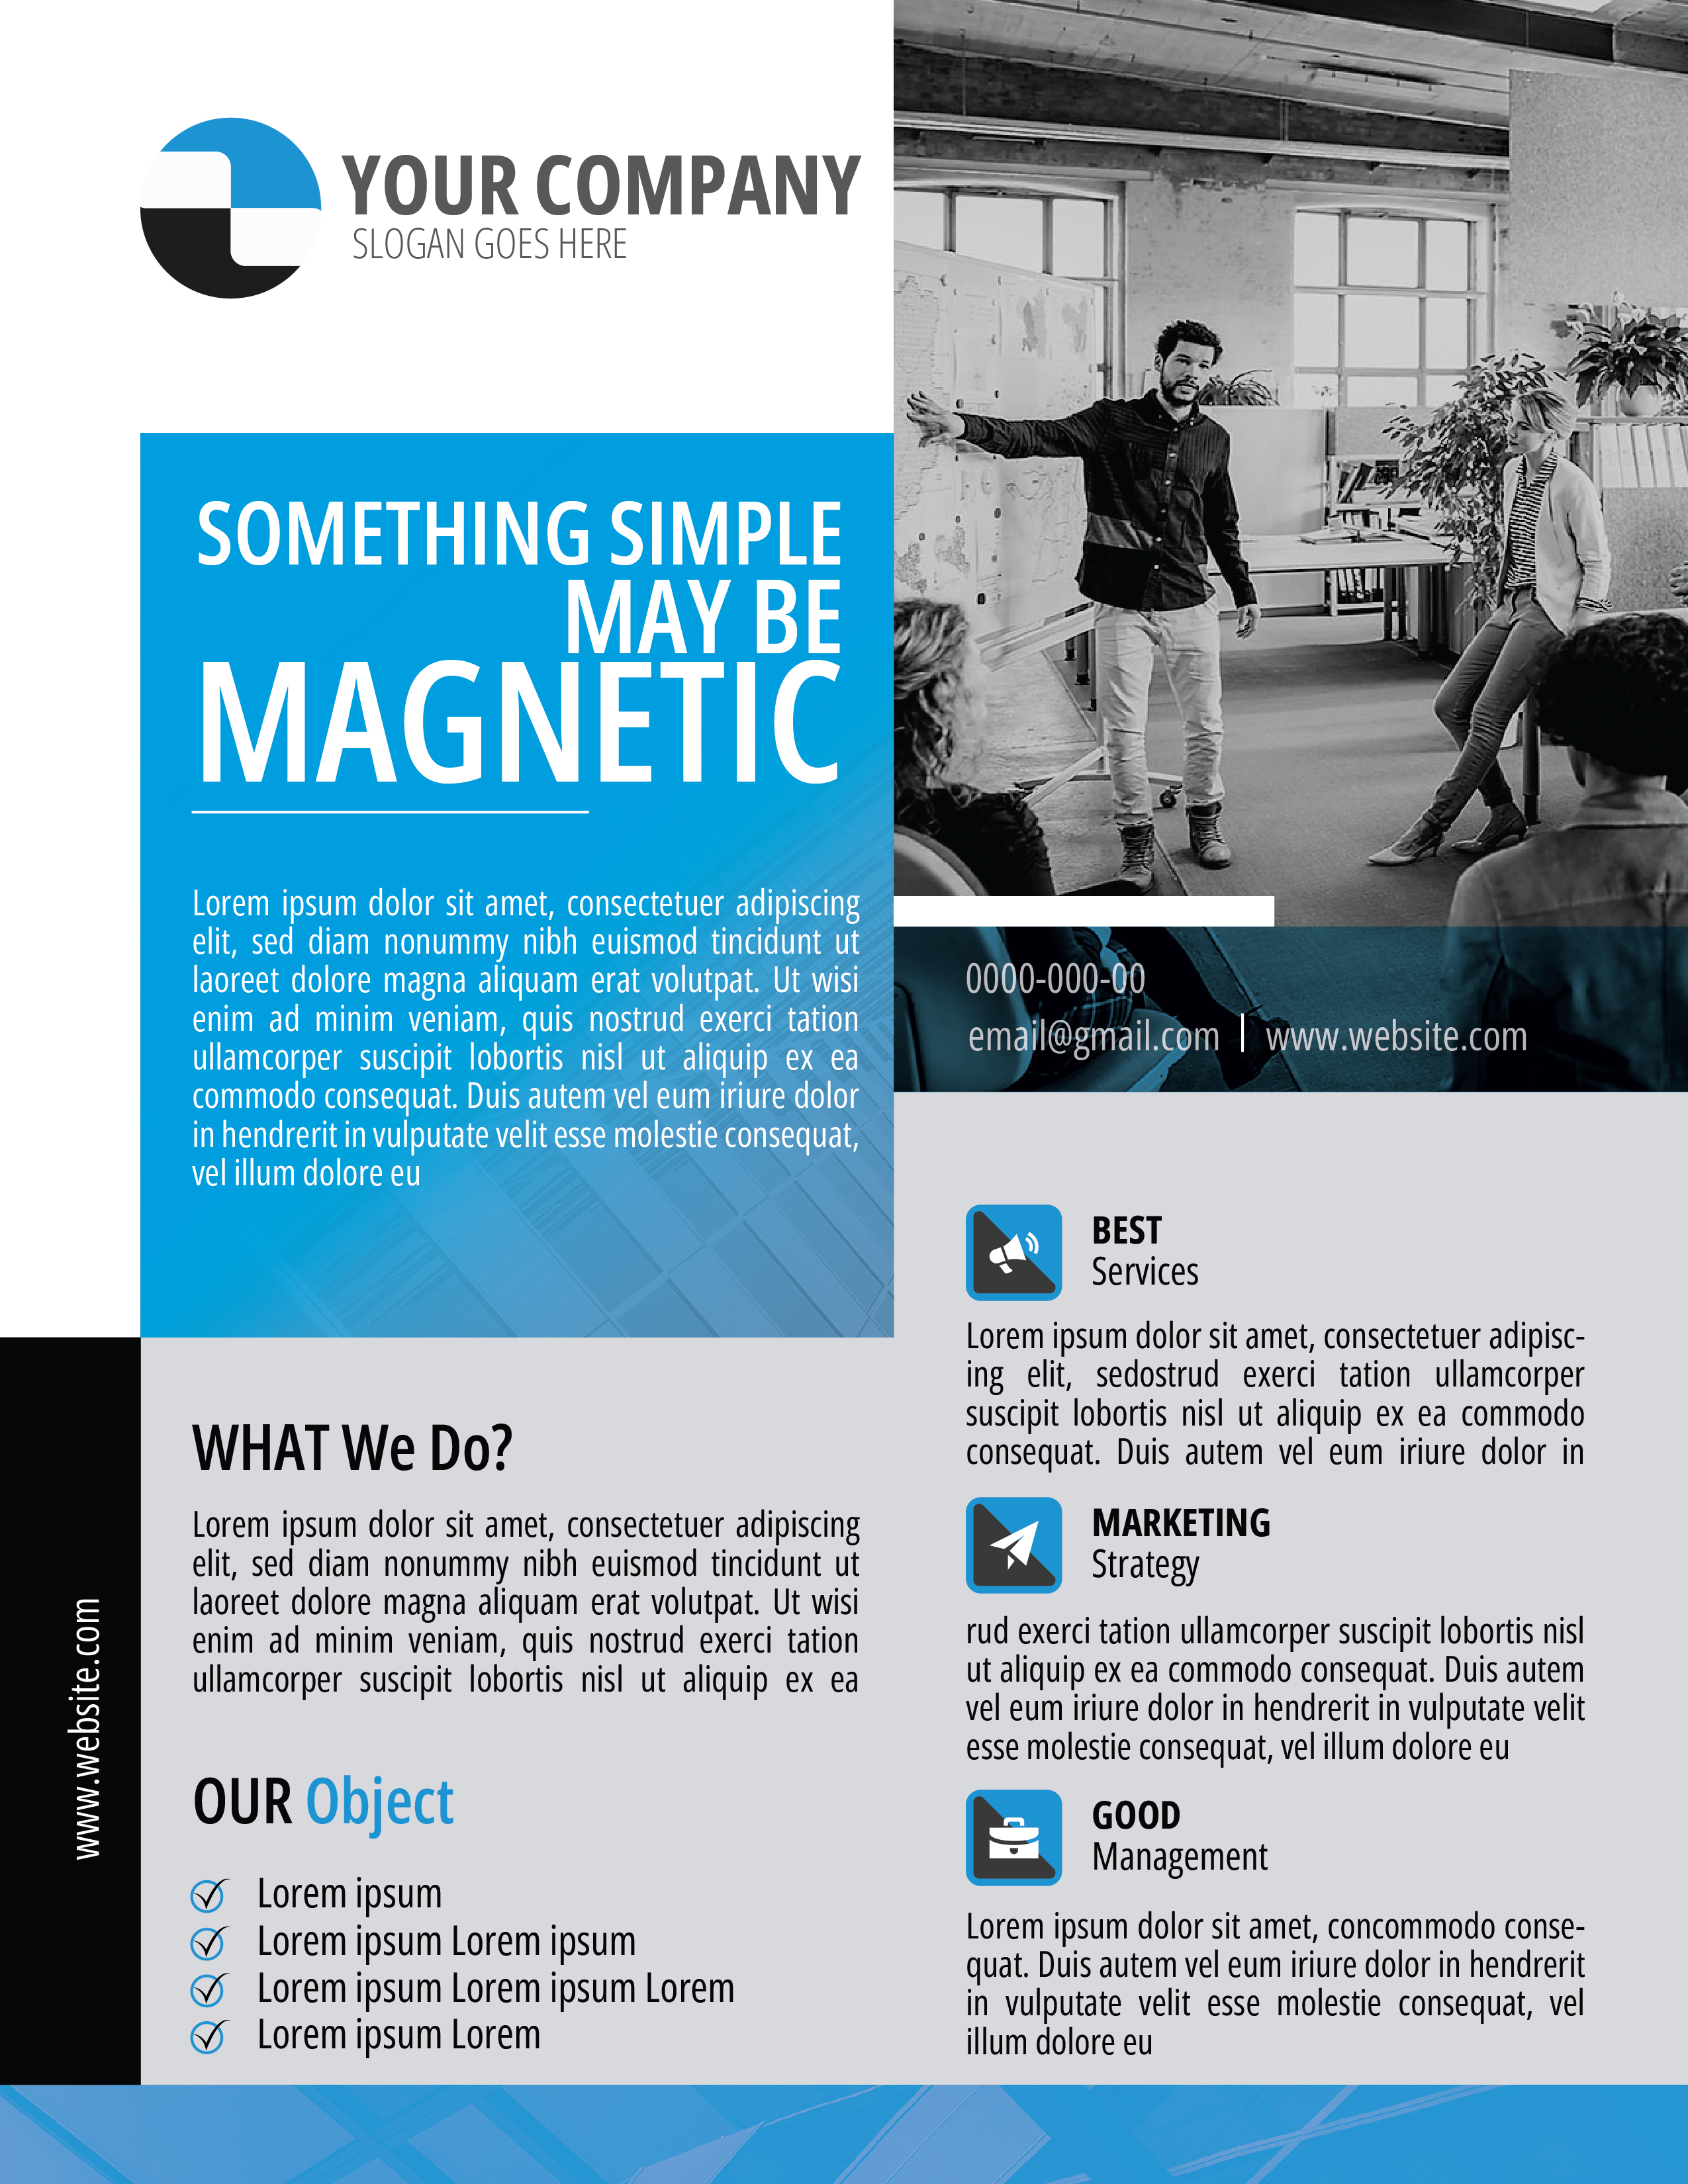 YOUR COMPANY
SLOGAN GOES HERE
SOMETHING SIMPLE
MAY BE
MAGNETIC
Lorem ipsum dolor sit amet, consectetuer adipiscing
elit, sed diam nonummy nibh euismod tincidunt ut
laoreet dolore magna aliquam erat volutpat. Ut wisi
enim ad minim veniam, quis nostrud exerci tation
ullamcorper suscipit lobortis nisl ut aliquip ex ea
commodo consequat. Duis autem vel eum iriure dolor
in hendrerit in vulputate velit esse molestie consequat,
vel illum dolore eu
0000-000-00
email@gmail.com | www.website.com
WHAT We Do?
Lorem ipsum dolor sit amet, consectetuer adipiscing
elit, sed diam nonummy nibh euismod tincidunt ut
laoreet dolore magna aliquam erat volutpat. Ut wisi
enim ad minim veniam, quis nostrud exerci tation
ullamcorper suscipit lobortis nisl ut aliquip ex ea
OUR Object
Lorem ipsum
Lorem ipsum Lorem ipsum
Lorem ipsum Lorem ipsum Lorem
Lorem ipsum Lorem
www.website.com
BEST
Services
Lorem ipsum dolor sit amet, consectetuer adipisc-
ing elit, sedostrud exerci tation ullamcorper
suscipit lobortis nisl ut aliquip ex ea commodo
consequat. Duis autem vel eum iriure dolor in
MARKETING
Strategy
rud exerci tation ullamcorper suscipit lobortis nisl
ut aliquip ex ea commodo consequat. Duis autem
vel eum iriure dolor in hendrerit in vulputate velit
esse molestie consequat, vel illum dolore eu
GOOD
Management
Lorem ipsum dolor sit amet, concommodo conse-
quat. Duis autem vel eum iriure dolor in hendrerit
in vulputate velit esse molestie consequat, vel
illum dolore eu